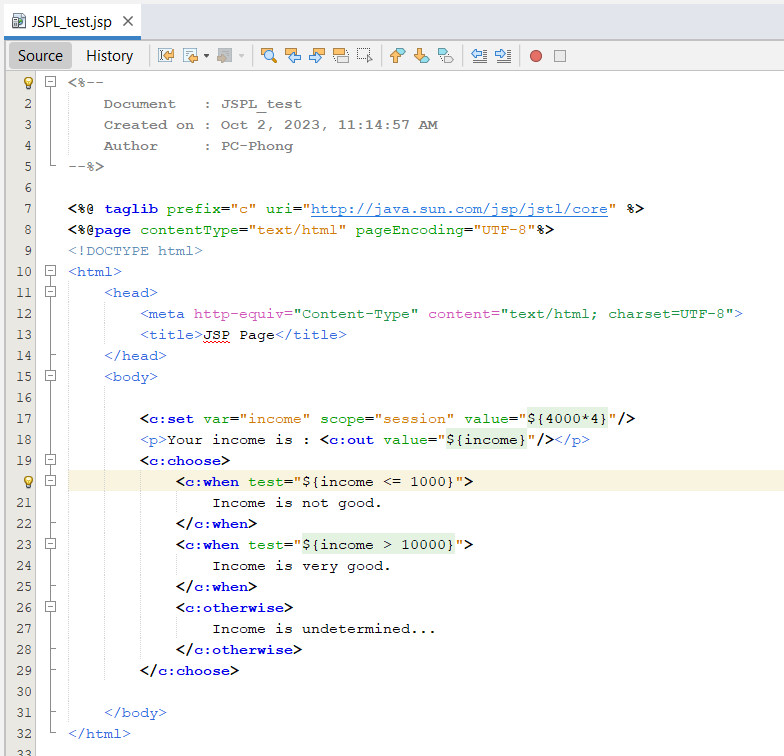 JSPL_test.jsp
Source History
<%--
2 Document : JSPL_test
3 Created on : Oct 2, 2023, 11:14:57 AM
4 Author : PC-Phong
5 --%>
6
7 <%@ taglib prefix="c" uri="http://java.sun.com/jsp/jstl/core" %>
8 <%@page contentType="text/html" pageEncoding="UTF-8"%>
9 <!DOCTYPE html>
10 <html>
11 <head>
12 <meta http-equiv="Content-Type" content="text/html; charset=UTF-8">
13 <title>JSP Page</title>
14 </head>
15 <body>
16
17 <c:set var="income" scope="session" value="${4000*4}"/>
18 <p>Your income is : <c:out value="${income}"/></p>
19 <c:choose>
<c:when test="${income <= 1000}">
21 Income is not good.
22 </c:when>
23 <c:when test="${income > 10000}">
24 Income is very good.
25 </c:when>
26 <c:otherwise>
27 Income is undetermined...
28 </c:otherwise>
29 </c:choose>
30
31 </body>
32 </html>
33